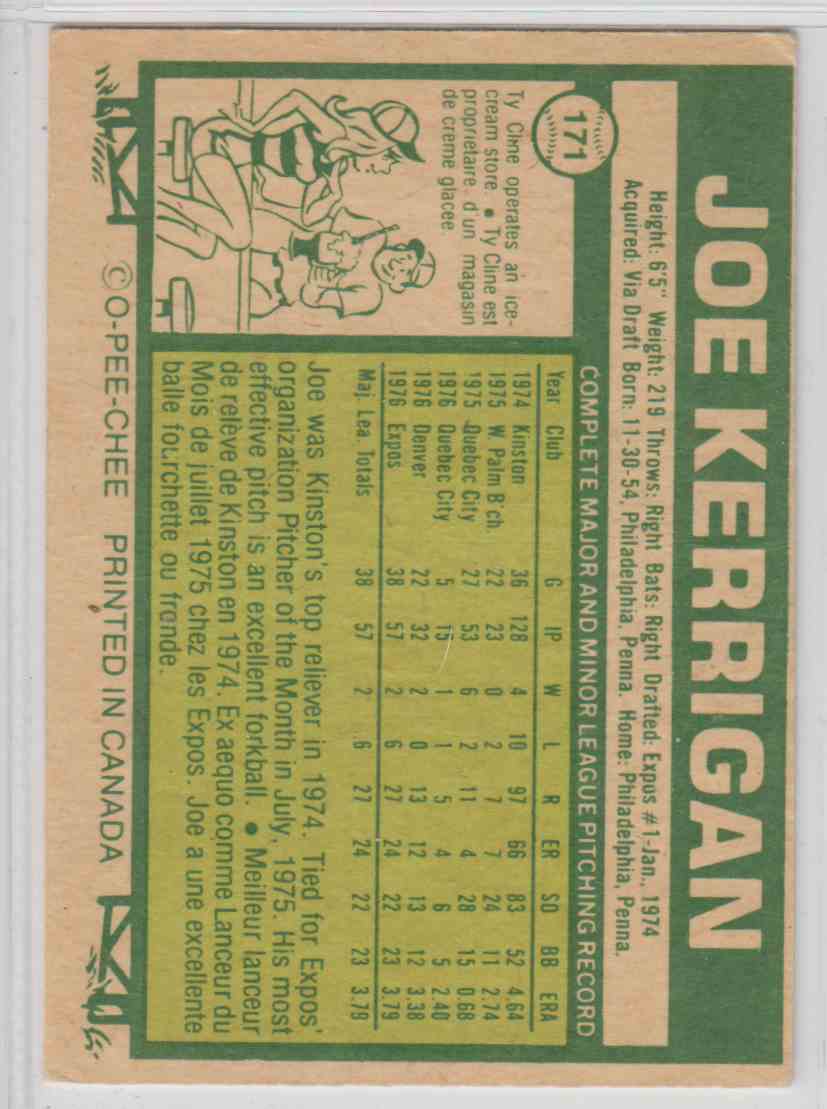 JOE KERRIGAN
Height: 6'5" Weight: 219 Throws: Right Bats: Right Drafted: Expos #1-Jan., 1974
Acquired: Via Draft Born: 11-30-54, Philadelphia, Penna. Home: Philadelphia, Penna.
171
Ty Cline operates an ice-
cream store. ● Ty Cline est
proprietaire d'un magasin
de creme glacee.
COMPLETE MAJOR AND MINOR LEAGUE PITCHING RECORD
Year Club G IP W L R ER SO BB ERA
1974 Kinston 36 128 4 10 97 66 83 52 4.64
1975 W. Palm B'ch. 22 23 0 2 7 7 24 11 2.74
1975 Quebec City 27 53 6 2 11 4 28 15 0.68
1976 Quebec City 5 15 1 1 5 4 6 5 2.40
1976 Denver 22 32 2 0 13 12 13 12 3.38
1976 Expos 38 57 2 6 27 24 22 23 3.79
Maj. Lea. Totals 38 57 2 6 27 24 22 23 3.79
Joe was Kinston's top reliever in 1974. Tied for Expos'
organization Pitcher of the Month in July, 1975. His most
effective pitch is an excellent forkball. ● Meilleur lanceur
de relève de Kinston en 1974. Ex aequo comme Lanceur du
Mois de juillet 1975 chez les Expos. Joe a une excellente
balle fourchette ou fronde.
©O-PEE-CHEE PRINTED IN CANADA